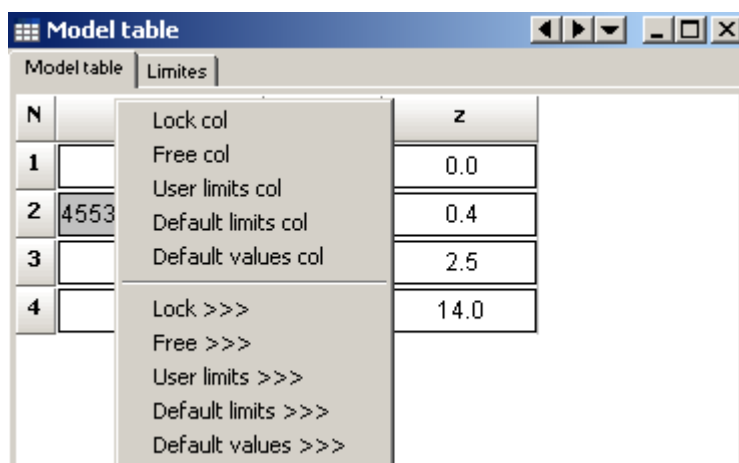 Model table
Model table Limites
N z
1 0.0
2 4553 0.4
3 2.5
4 14.0
Lock col
Free col
User limits col
Default limits col
Default values col
Lock >>>
Free >>>
User limits >>>
Default limits >>>
Default values >>>